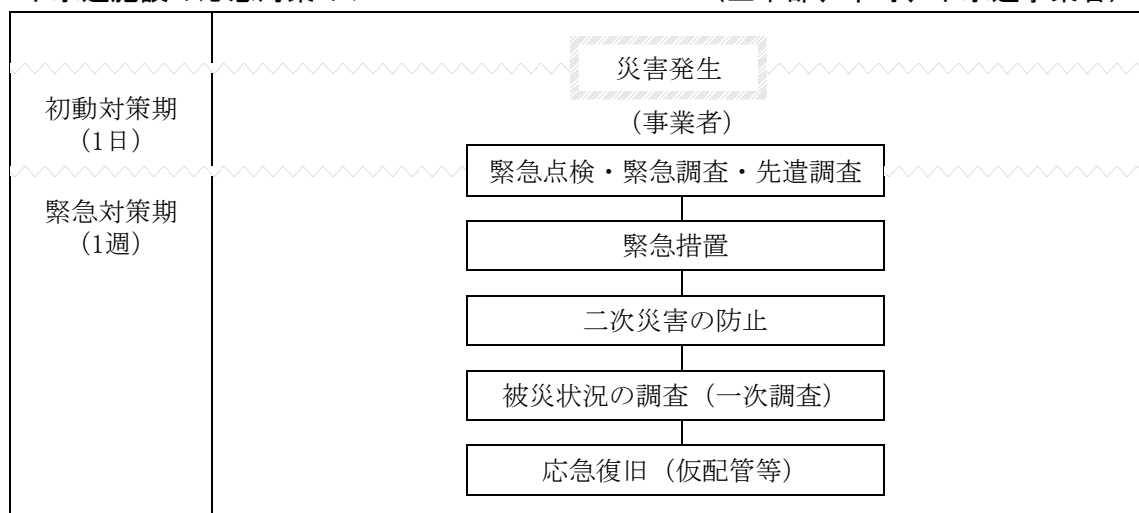 災害発生
初動対策期
（1日）
（事業者）
緊急点検・緊急調査・先遣調査
緊急対策期
（1週）
緊急措置
二次災害の防止
被災状況の調査（一次調査）
応急復旧（仮配管等）